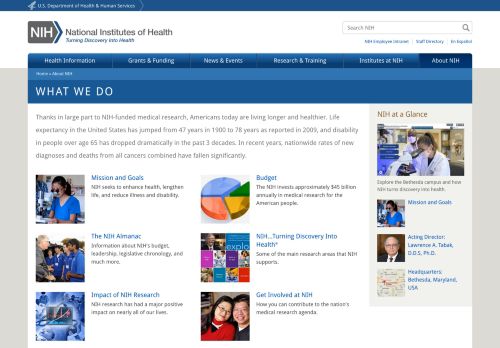 U.S. Department of Health & Human Services
NIH National Institutes of Health
Turning Discovery Into Health
Search NIH
NIH Employee Intranet Staff Directory En Español
Health Information Grants & Funding News & Events Research & Training Institutes at NIH About NIH
Home » About NIH
WHAT WE DO
Thanks in large part to NIH-funded medical research, Americans today are living longer and healthier. Life
expectancy in the United States has jumped from 47 years in 1900 to 78 years as reported in 2009, and disability
in people over age 65 has dropped dramatically in the past 3 decades. In recent years, nationwide rates of new
diagnoses and deaths from all cancers combined have fallen significantly.
Mission and Goals
NIH seeks to enhance health, lengthen
life, and reduce illness and disability.
Budget
The NIH invests approximately $45 billion
annually in medical research for the
American people.
The NIH Almanac
Information about NIH's budget,
leadership, legislative chronology, and
much more.
explo
NIH...Turning Discovery Into
Health®
Some of the main research areas that NIH
supports.
Impact of NIH Research
NIH research has had a major positive
impact on nearly all of our lives.
Get Involved at NIH
How you can contribute to the nation's
medical research agenda.
NIH at a Glance
Explore the Bethesda campus and how
NIH turns discovery into health.
Mission and Goals
Acting Director:
Lawrence A. Tabak,
D.D.S, Ph.D.
Headquarters:
Bethesda, Maryland,
USA